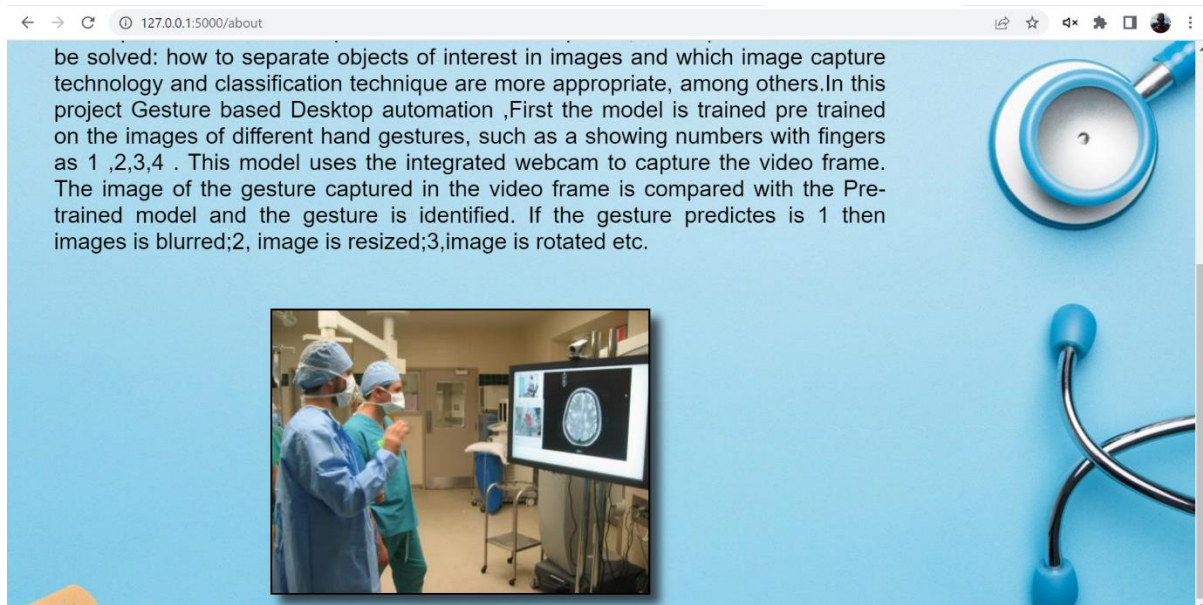 127.0.0.1:5000/about
be solved: how to separate objects of interest in images and which image capture
technology and classification technique are more appropriate, among others.In this
project Gesture based Desktop automation ,First the model is trained pre trained
on the images of different hand gestures, such as a showing numbers with fingers
as 1 ,2,3,4 . This model uses the integrated webcam to capture the video frame.
The image of the gesture captured in the video frame is compared with the Pre-
trained model and the gesture is identified. If the gesture predictes is 1 then
images is blurred;2, image is resized;3,image is rotated etc.